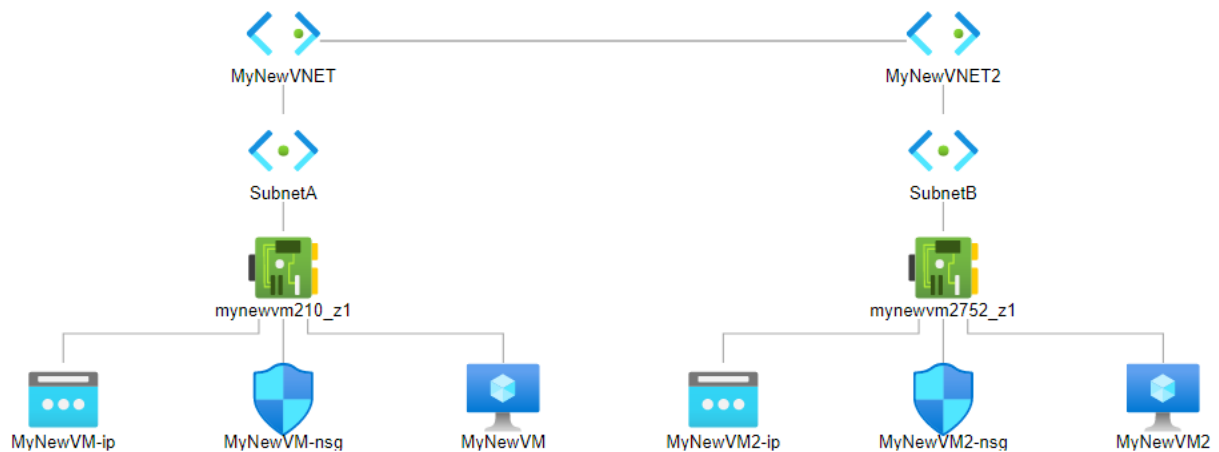 MyNewVNET
MyNewVNET2
SubnetA
SubnetB
mynewvm210_z1
mynewvm2752_z1
MyNewVM-ip
MyNewVM-nsg
MyNewVM
MyNewVM2-ip
MyNewVM2-nsg
MyNewVM2